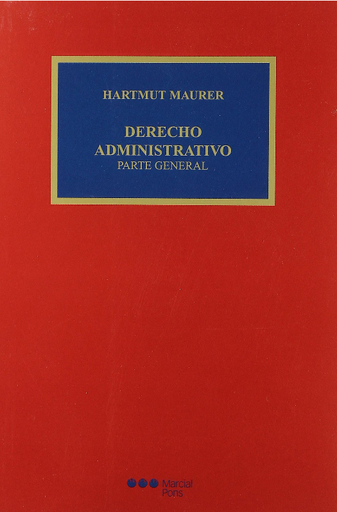 HARTMUT MAURER
DERECHO
ADMINISTRATIVO
PARTE GENERAL
Marcial
Pons